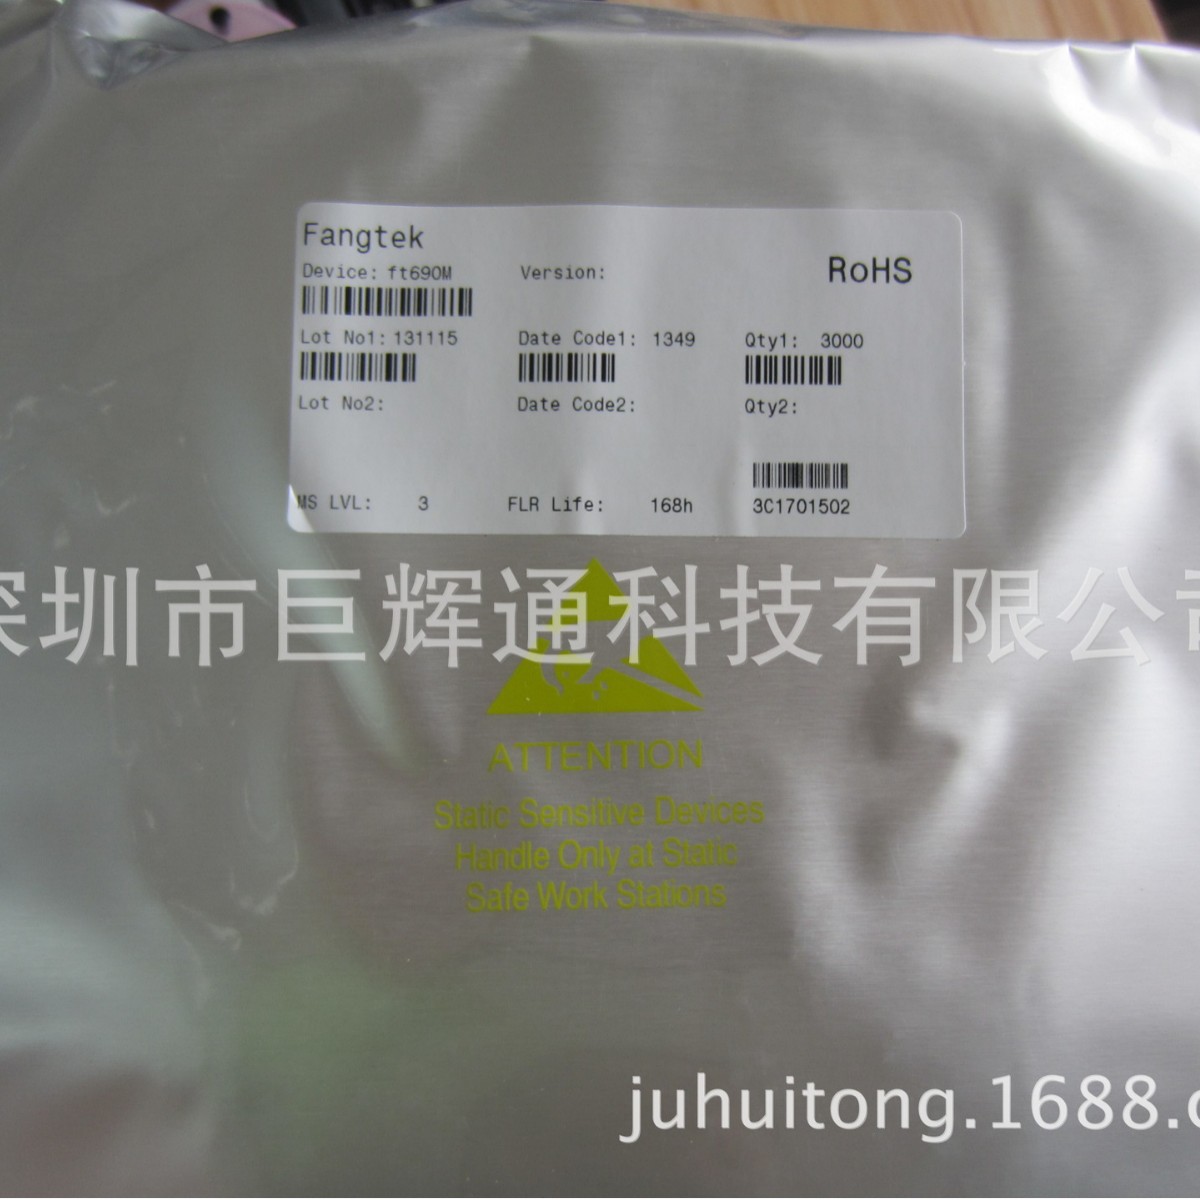 Fangtek
Device: ft690M Version: RoHS
Lot No1: 131115 Date Code1: 1349 Qty1: 3000
Lot No2: Date Code2: Qty2:
MS LVL: 3 FLR Life: 168h 3C1701502
深圳市巨辉通科技有限公司
ATTENTION
Static Sensitive Devices
Handle Only at Static
Safe Work Stations
juhuitong.1688.c